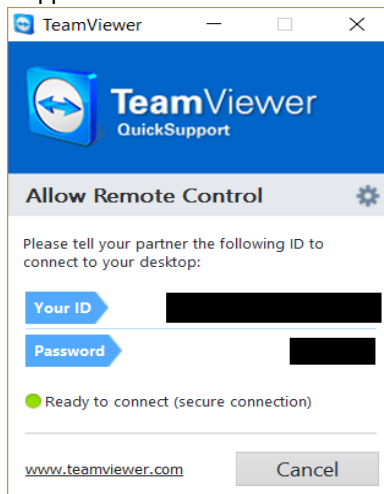 TeamViewer
TeamViewer
QuickSupport
Allow Remote Control
Please tell your partner the following ID to
connect to your desktop:
Your ID
Password
Ready to connect (secure connection)
www.teamviewer.com
Cancel